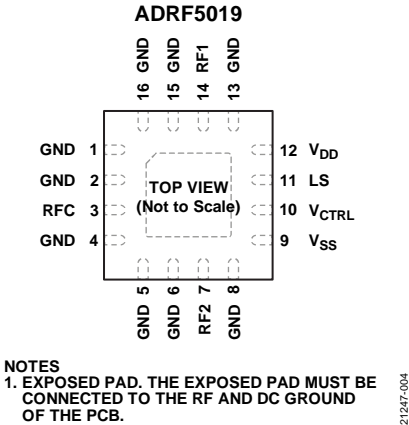 ADRF5019
16 GND
15 GND
14 RF1
13 GND
GND 1
GND 2
RFC 3
GND 4
12 VDD
11 LS
10 VCTRL
9 VSS
TOP VIEW
(Not to Scale)
GND 5
GND 6
RF2 7
GND 8
NOTES
1. EXPOSED PAD. THE EXPOSED PAD MUST BE
CONNECTED TO THE RF AND DC GROUND
OF THE PCB.
21247-004